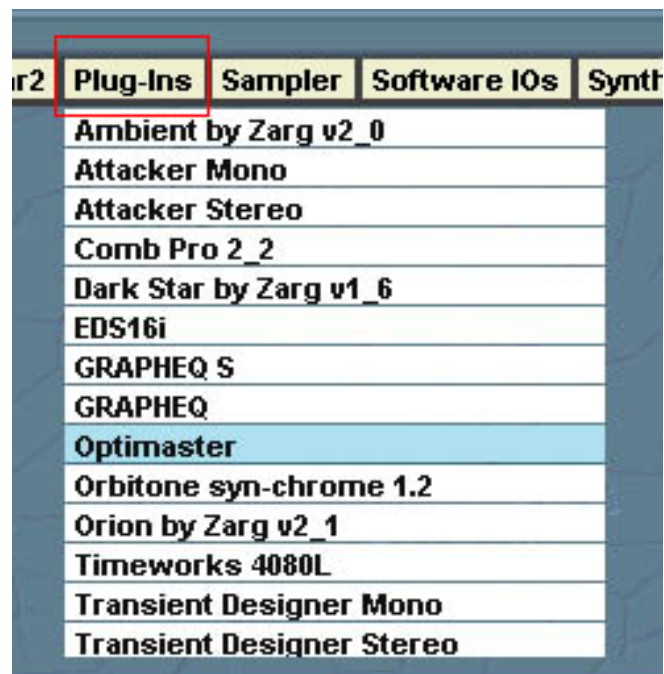 r2 Plug-Ins Sampler Software IOs Synth
Ambient by Zarg v2_0
Attacker Mono
Attacker Stereo
Comb Pro 2_2
Dark Star by Zarg v1_6
EDS16i
GRAPHEQ S
GRAPHEQ
Optimaster
Orbitone syn-chrome 1.2
Orion by Zarg v2_1
Timeworks 4080L
Transient Designer Mono
Transient Designer Stereo